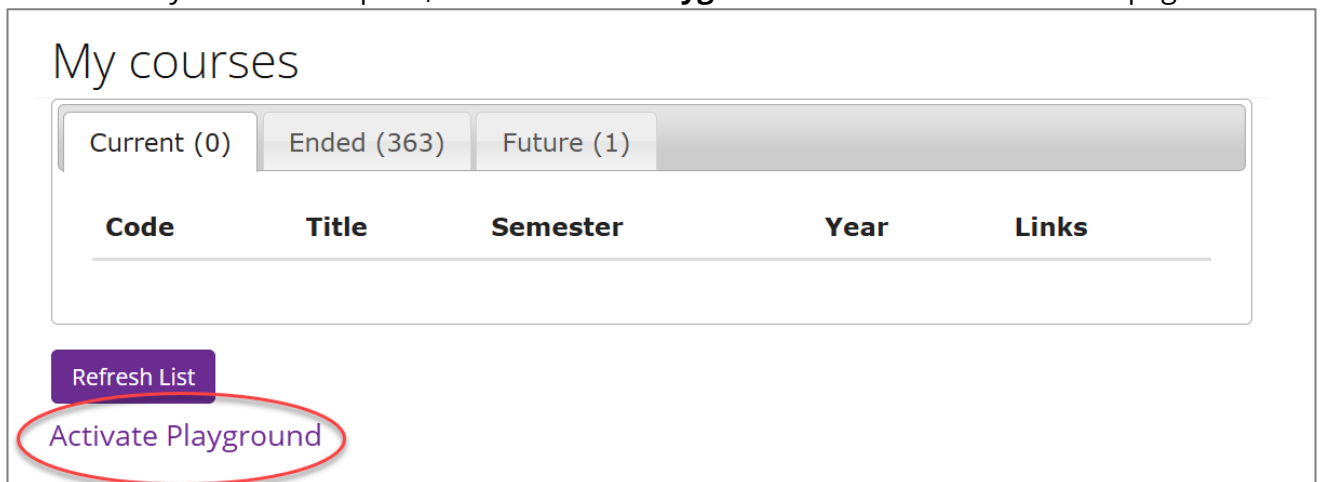 My courses
Current (0) Ended (363) Future (1)
Code Title Semester Year Links
Refresh List
Activate Playground